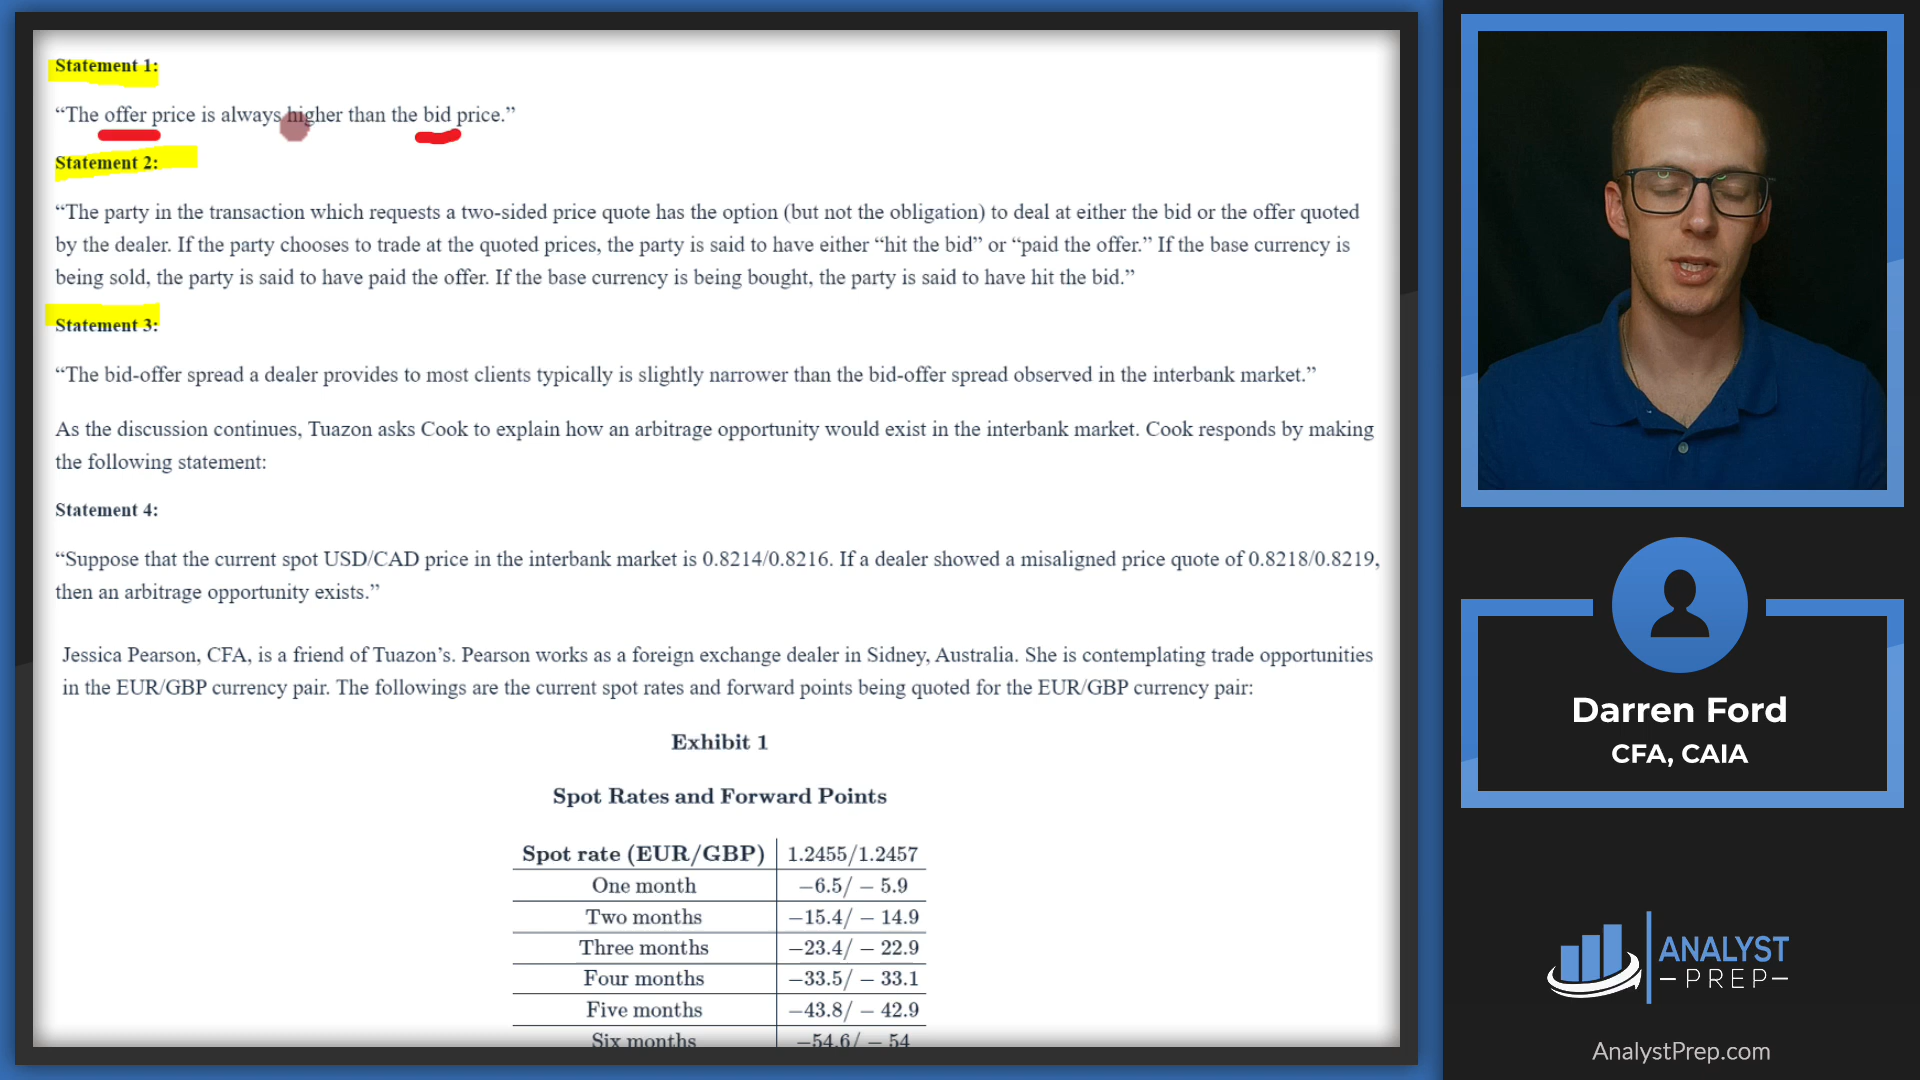 Statement 1:
“The offer price is always higher than the bid price.”
Statement 2:
“The party in the transaction which requests a two-sided price quote has the option (but not the obligation) to deal at either the bid or the offer quoted
by the dealer. If the party chooses to trade at the quoted prices, the party is said to have either “hit the bid” or “paid the offer.” If the base currency is
being sold, the party is said to have paid the offer. If the base currency is being bought, the party is said to have hit the bid.”
Statement 3:
“The bid-offer spread a dealer provides to most clients typically is slightly narrower than the bid-offer spread observed in the interbank market.”
As the discussion continues, Tuazon asks Cook to explain how an arbitrage opportunity would exist in the interbank market. Cook responds by making
the following statement:
Statement 4:
“Suppose that the current spot USD/CAD price in the interbank market is 0.8214/0.8216. If a dealer showed a misaligned price quote of 0.8218/0.8219,
then an arbitrage opportunity exists.”
Jessica Pearson, CFA, is a friend of Tuazon’s. Pearson works as a foreign exchange dealer in Sidney, Australia. She is contemplating trade opportunities
in the EUR/GBP currency pair. The followings are the current spot rates and forward points being quoted for the EUR/GBP currency pair:
Exhibit 1
Spot Rates and Forward Points
Spot rate (EUR/GBP) 1.2455/1.2457
One month −6.5/ − 5.9
Two months −15.4/ − 14.9
Three months −23.4/ − 22.9
Four months −33.5/ − 33.1
Five months −43.8/ − 42.9
Six months −54.6/ − 54
Darren Ford
CFA, CAIA
ANALYST
–PREP–
AnalystPrep.com